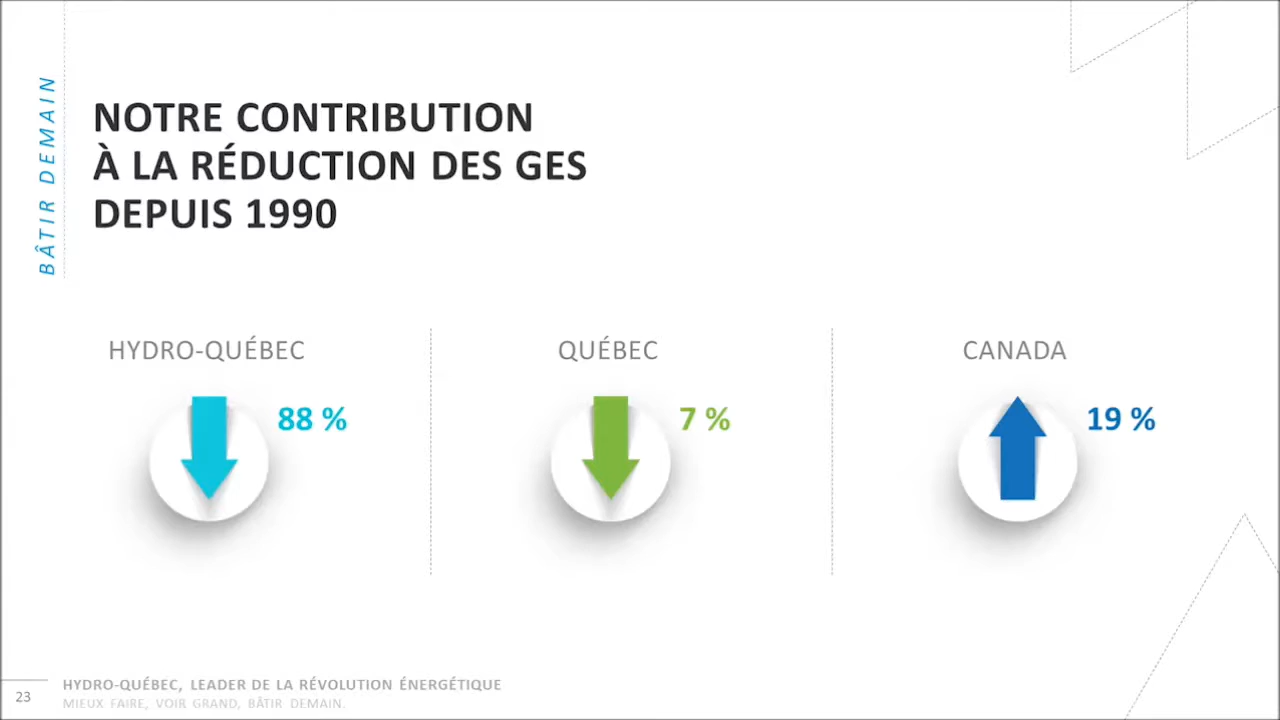 BÂTIR DEMAIN
NOTRE CONTRIBUTION
À LA RÉDUCTION DES GES
DEPUIS 1990
HYDRO-QUÉBEC
88 %
QUÉBEC
7 %
CANADA
19 %
23
HYDRO-QUÉBEC, LEADER DE LA RÉVOLUTION ÉNERGÉTIQUE
MIEUX FAIRE, VOIR GRAND, BÂTIR DEMAIN.